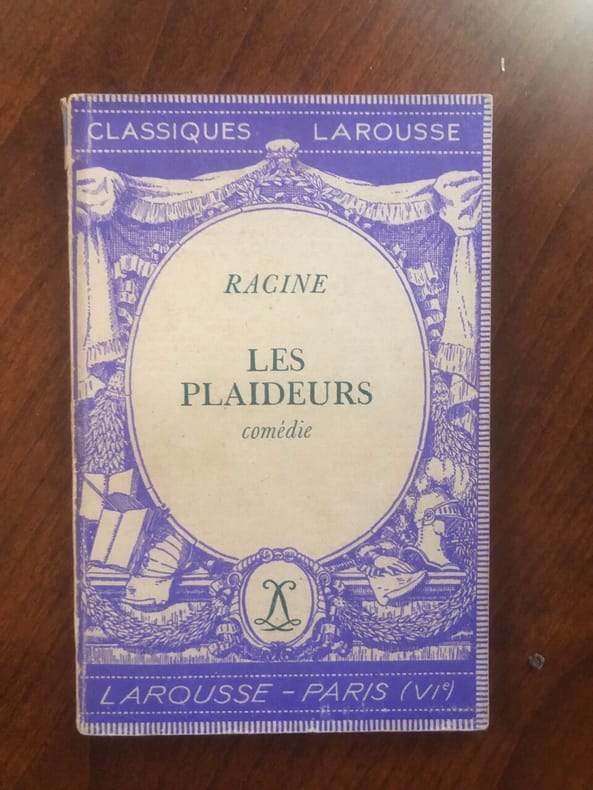 CLASSIQUES LAROUSSE
RACINE
LES
PLAIDEURS
comédie
LAROUSSE - PARIS (VIe)